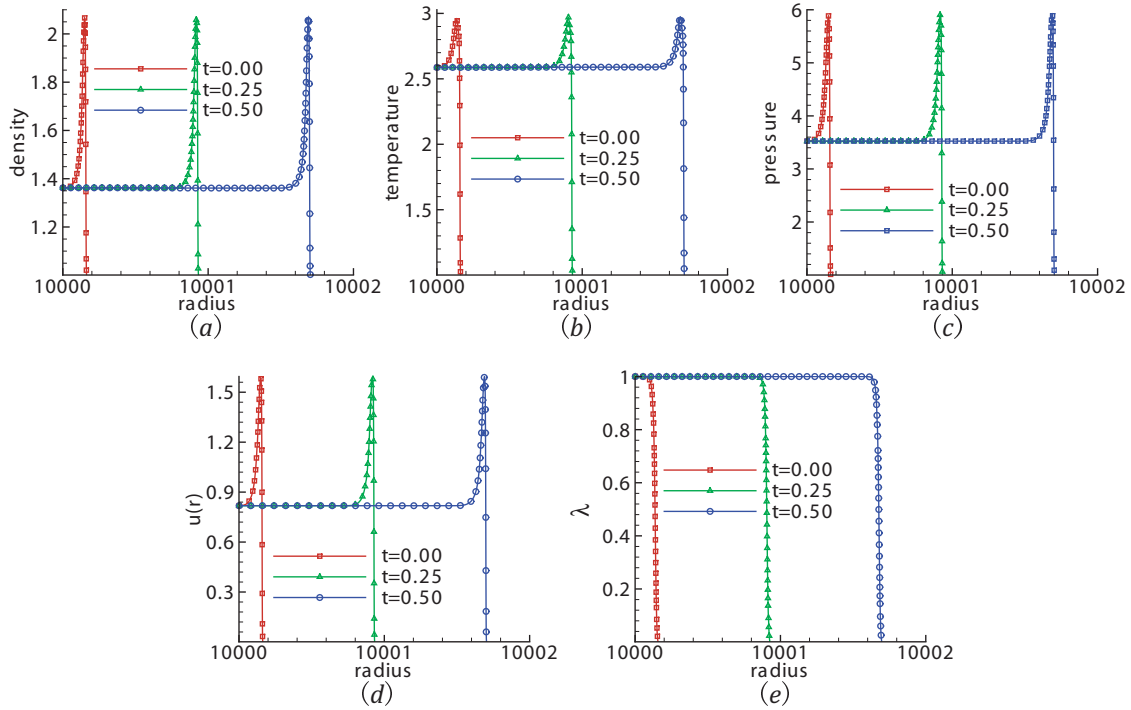 density
2
1.8
1.6
1.4
1.2
t=0.00
t=0.25
t=0.50
10000
10001
10002
radius
(a)
temperature
3
2.5
2
1.5
t=0.00
t=0.25
t=0.50
10000
10001
10002
radius
(b)
pressure
6
5
4
3
2
t=0.00
t=0.25
t=0.50
10000
10001
10002
radius
(c)
u(r)
1.5
1.2
0.9
0.6
0.3
t=0.00
t=0.25
t=0.50
10000
10001
10002
radius
(d)
λ
1
0.8
0.6
0.4
0.2
t=0.00
t=0.25
t=0.50
10000
10001
10002
radius
(e)